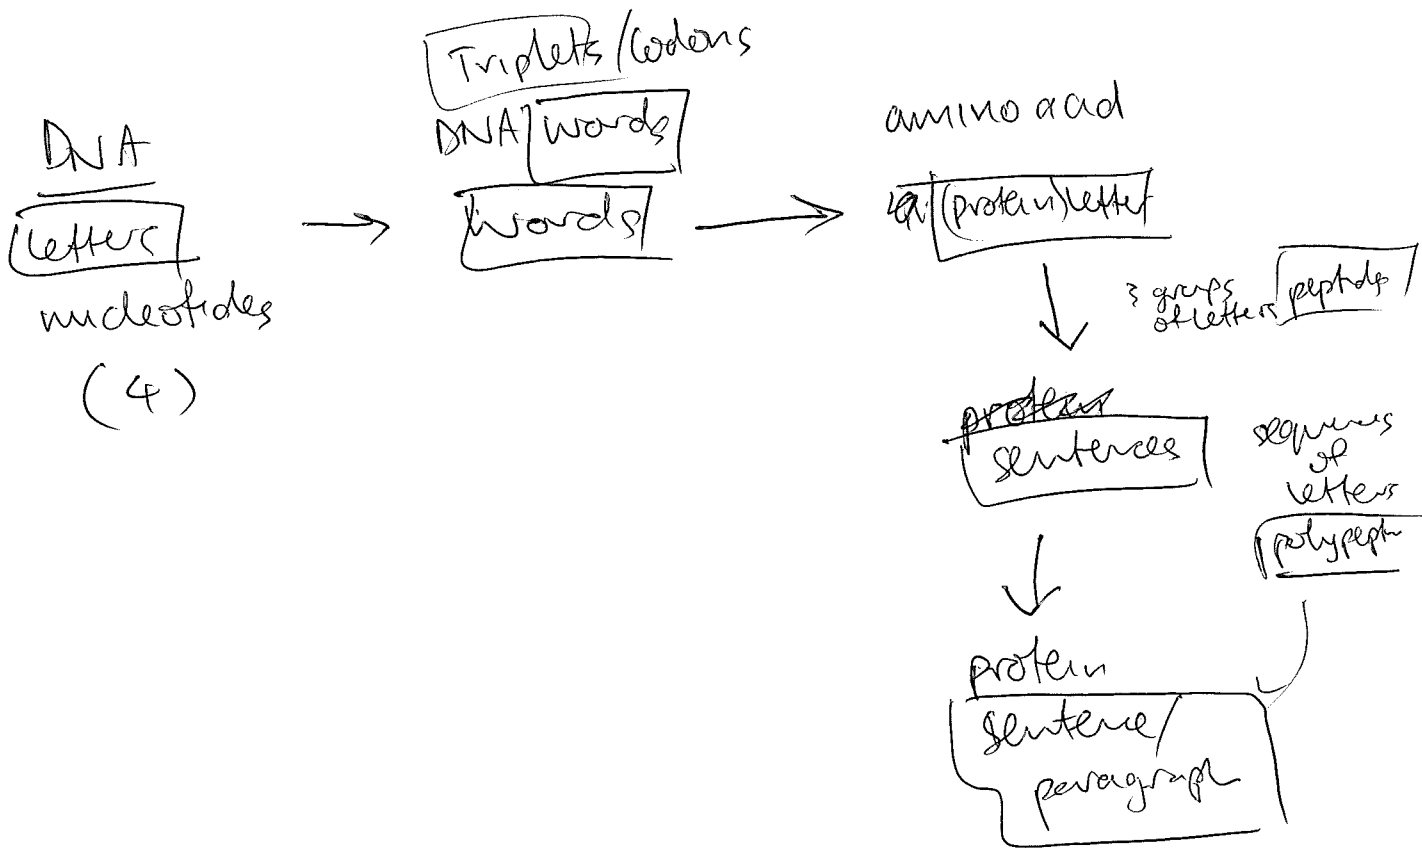 DNA
letters
nucleotides
(4)
Triplets/Codons
DNA words
words
amino acid
(protein) letter
3 groups
of letters
peptide
protein
sentences
sequences
of
letters
polypept
protein
sentence/
paragraph